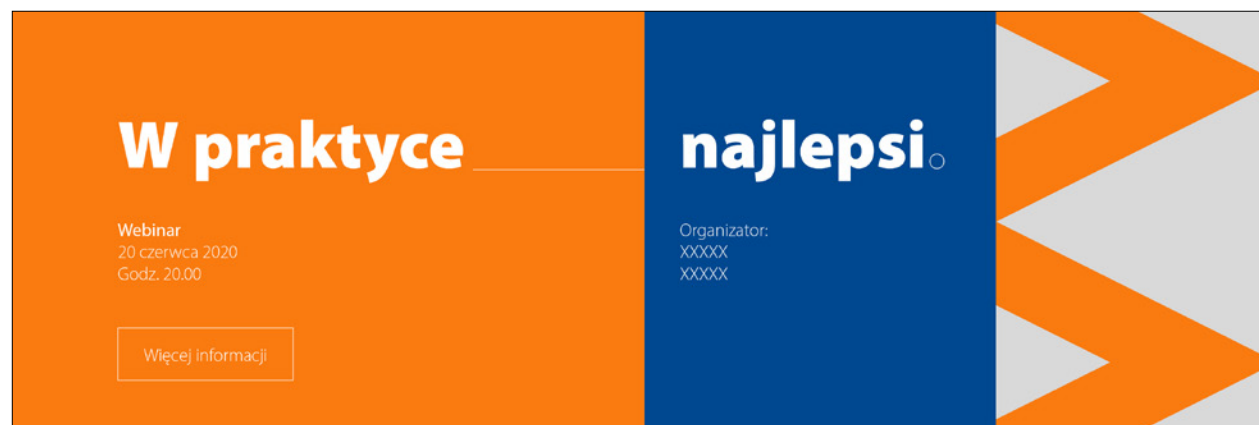 W praktyce najlepsi
Webinar
20 czerwca 2020
Godz. 20.00
Więcej informacji
Organizator:
XXXXX
XXXXX